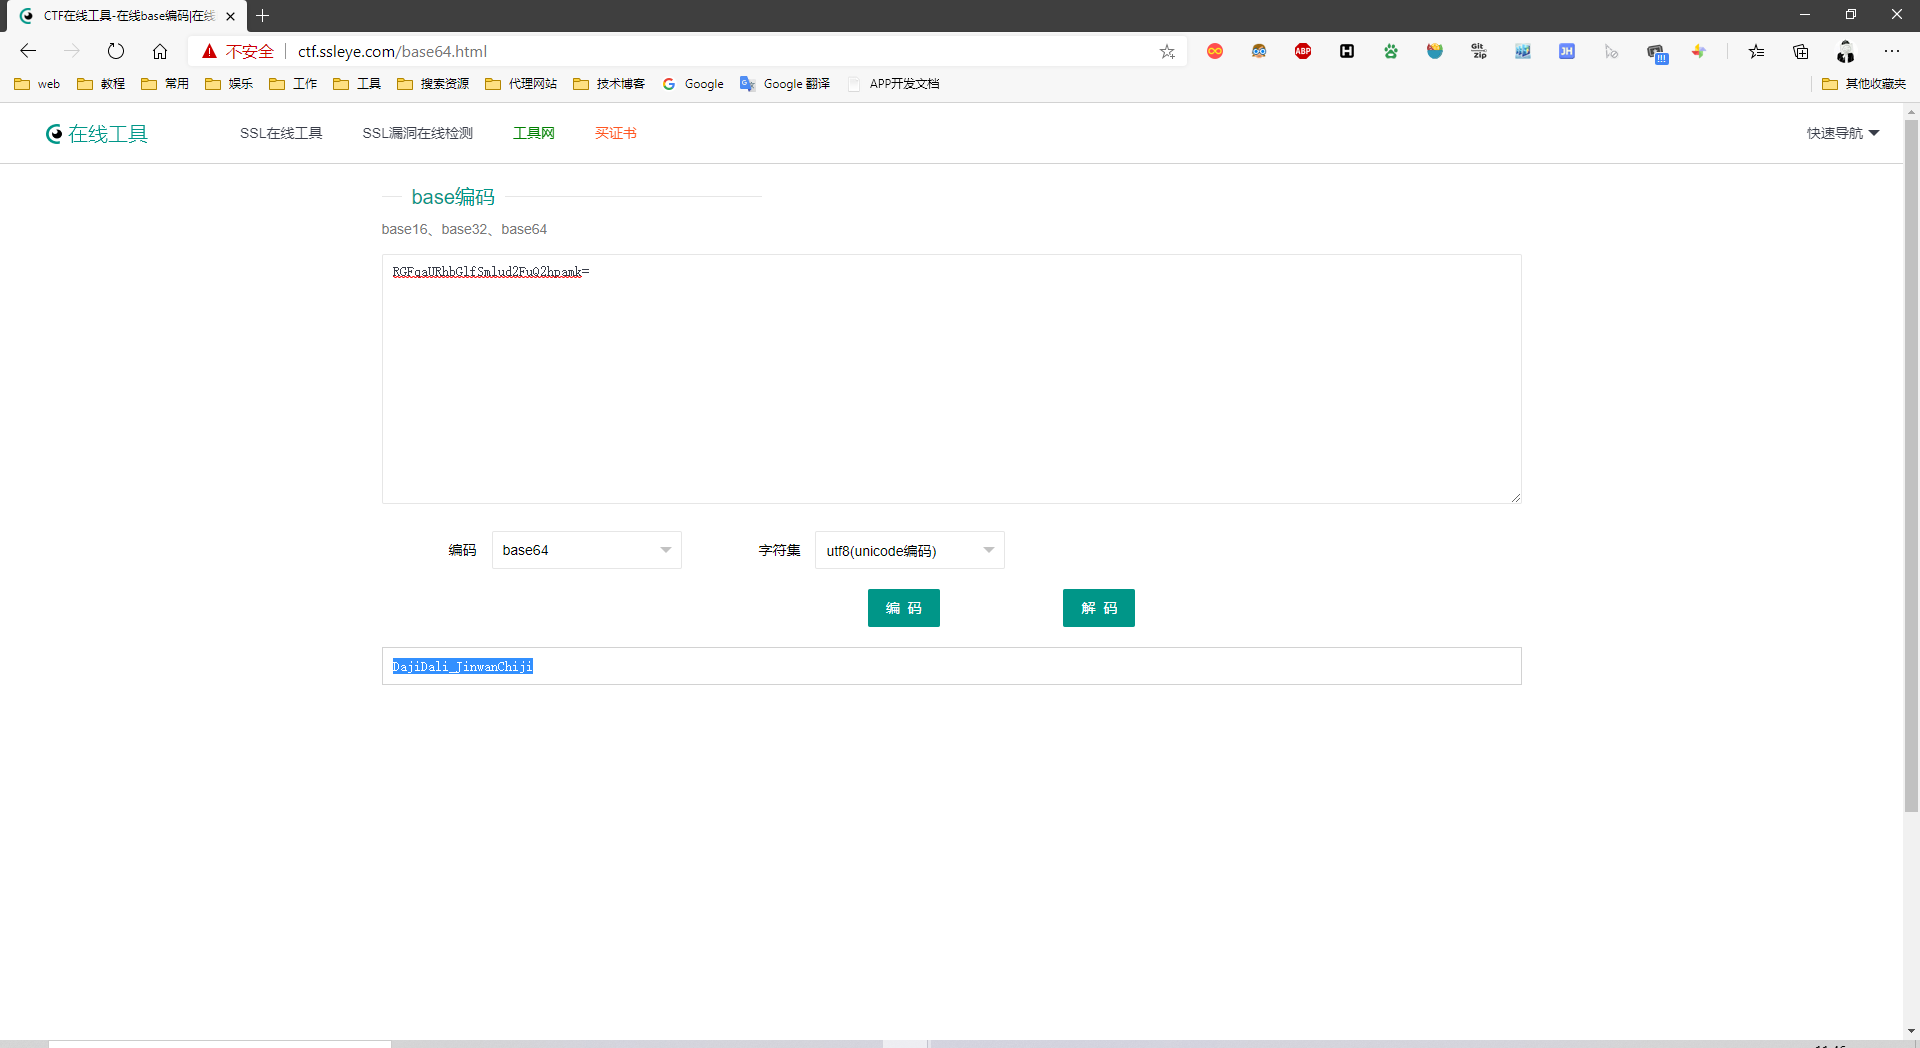 CTF在线工具-在线base编码|在线
不安全 ctf.ssleye.com/base64.html
web 教程 常用 娱乐 工作 工具 搜索资源 代理网站 技术博客 Google Google 翻译 APP开发文档 其他收藏夹
在线工具 SSL在线工具 SSL漏洞在线检测 工具网 买证书 快速导航
base编码
base16、base32、base64
RGFqaURhbGlfSmlud2FuQ2hpamk=
编码 base64 字符集 utf8(unicode编码)
编 码 解 码
DajiDali_JinwanChiji